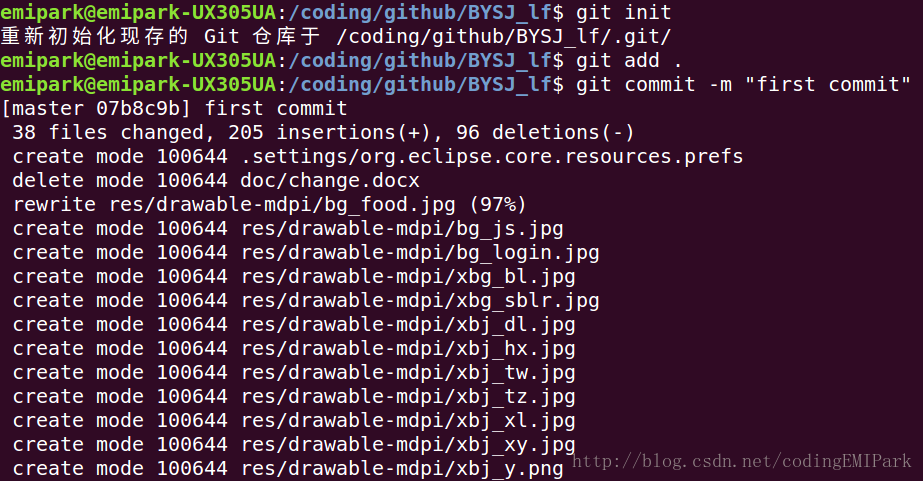 emipark@emipark-UX305UA:/coding/github/BYSJ_lf$ git init
重新初始化现存的 Git 仓库于 /coding/github/BYSJ_lf/.git/
emipark@emipark-UX305UA:/coding/github/BYSJ_lf$ git add .
emipark@emipark-UX305UA:/coding/github/BYSJ_lf$ git commit -m "first commit"
[master 07b8c9b] first commit
 38 files changed, 205 insertions(+), 96 deletions(-)
 create mode 100644 .settings/org.eclipse.core.resources.prefs
 delete mode 100644 doc/change.docx
 rewrite res/drawable-mdpi/bg_food.jpg (97%)
 create mode 100644 res/drawable-mdpi/bg_js.jpg
 create mode 100644 res/drawable-mdpi/bg_login.jpg
 create mode 100644 res/drawable-mdpi/xbg_bl.jpg
 create mode 100644 res/drawable-mdpi/xbg_sblr.jpg
 create mode 100644 res/drawable-mdpi/xbj_dl.jpg
 create mode 100644 res/drawable-mdpi/xbj_hx.jpg
 create mode 100644 res/drawable-mdpi/xbj_tw.jpg
 create mode 100644 res/drawable-mdpi/xbj_tz.jpg
 create mode 100644 res/drawable-mdpi/xbj_xl.jpg
 create mode 100644 res/drawable-mdpi/xbj_xy.jpg
 create mode 100644 res/drawable-mdpi/xbj_y.png
http://blog.csdn.net/codingEMIPark